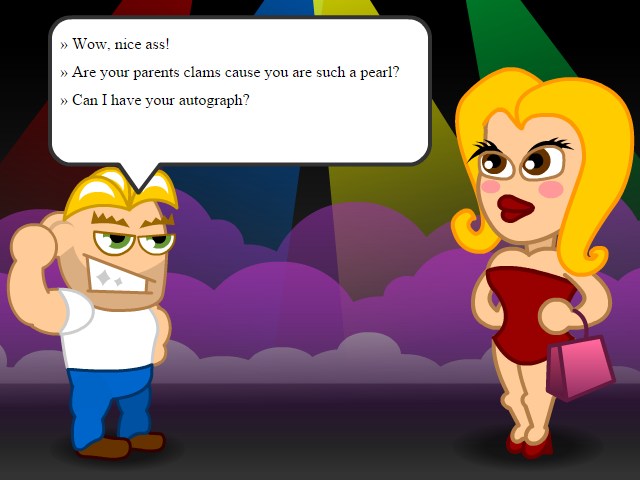 » Wow, nice ass!
» Are your parents clams cause you are such a pearl?
» Can I have your autograph?